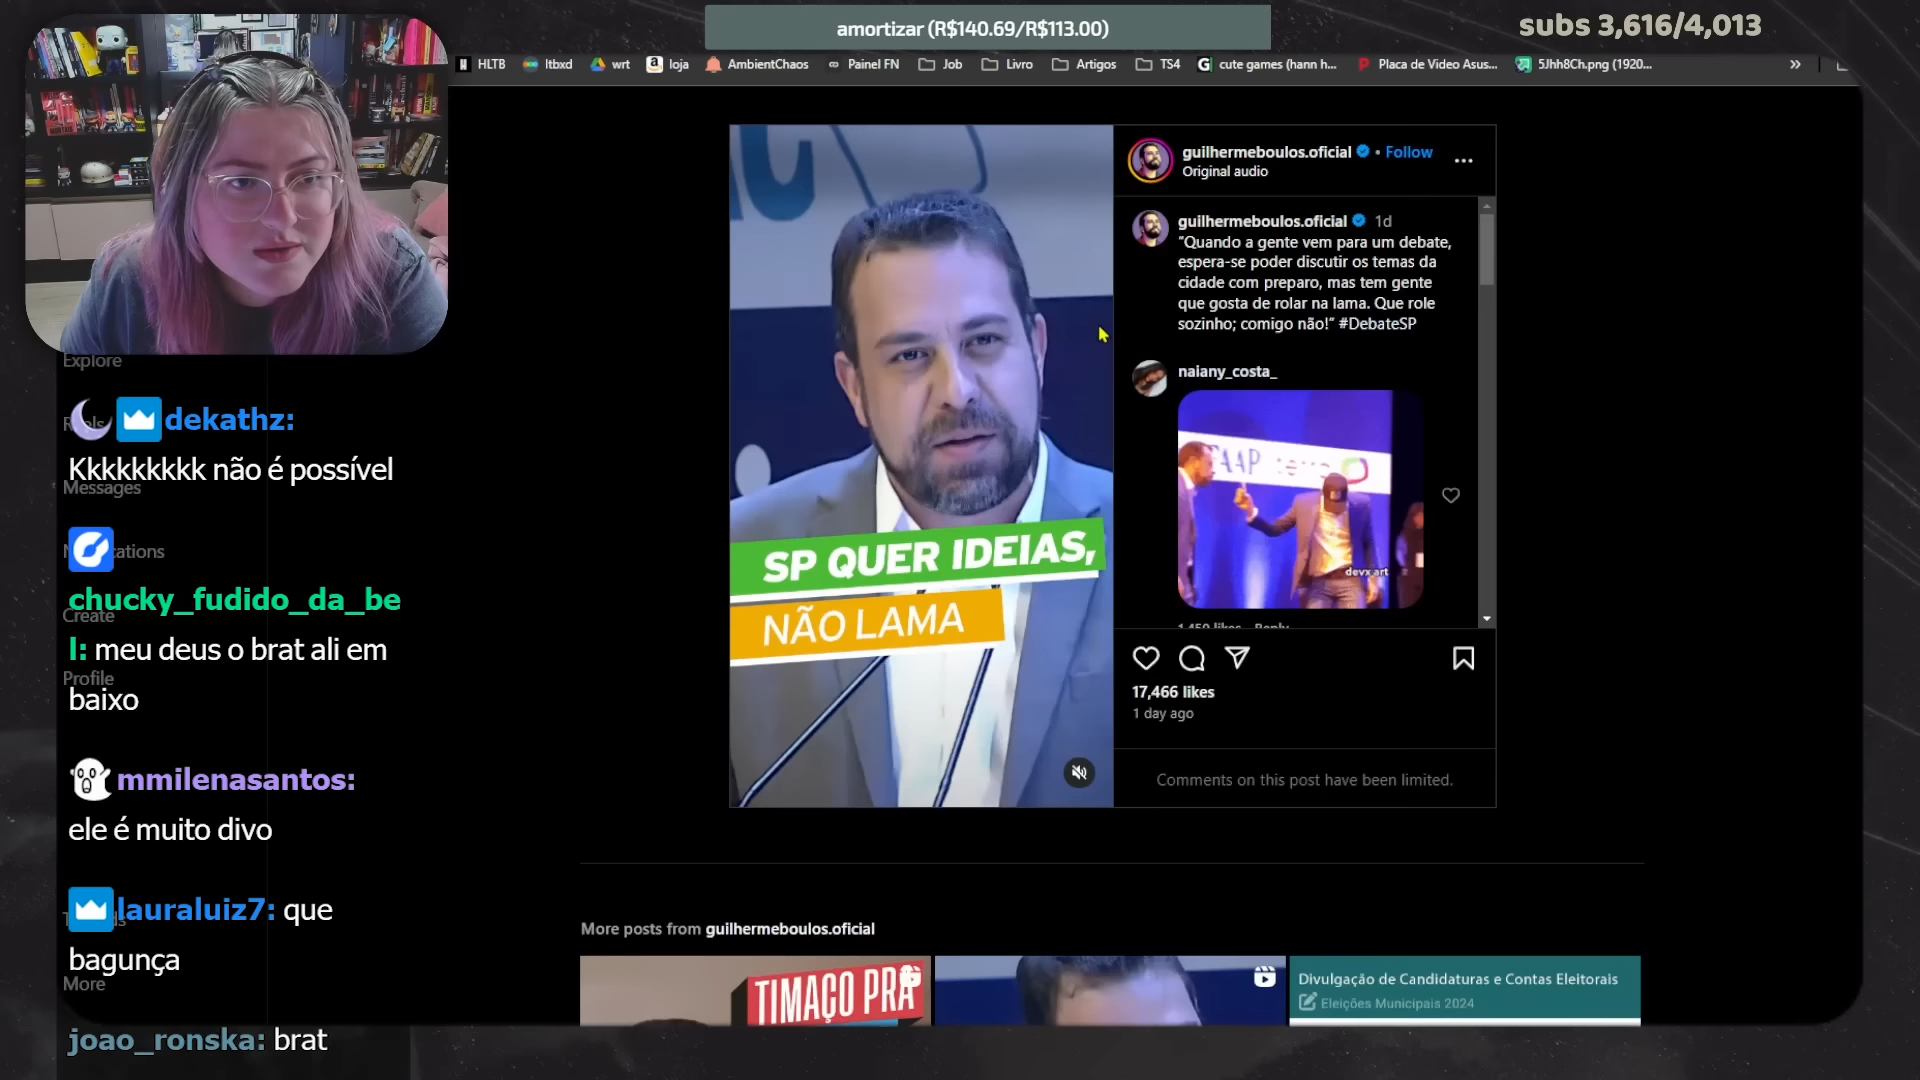 amortizar (R$140.69/R$113.00)
subs 3,616/4,013
HLTB
ltbxd
wrt
loja
AmbientChaos
Painel FN
Job
Livro
Artigos
TS4
cute games (hann h...
Placa de Video Asus...
5Jhh8Ch.png (1920...
»
Explore
dekathz:
Kkkkkkkkk não é possível
Messages
chucky_fudido_da_be
Create
l: meu deus o brat ali em
Profile
baixo
mmilenasantos:
ele é muito divo
lauraluiz7: que
bagunça
More
joao_ronska: brat
SP QUER IDEIAS,
NÃO LAMA
guilhermeboulos.oficial • Follow
Original audio
guilhermeboulos.oficial 1d
"Quando a gente vem para um debate,
espera-se poder discutir os temas da
cidade com preparo, mas tem gente
que gosta de rolar na lama. Que role
sozinho; comigo não!" #DebateSP
naiany_costa_
FAAP
devx art
1,450 likes Reply
17,466 likes
1 day ago
Comments on this post have been limited.
More posts from guilhermeboulos.oficial
TIMAÇO PRA
Divulgação de Candidaturas e Contas Eleitorais
Eleições Municipais 2024